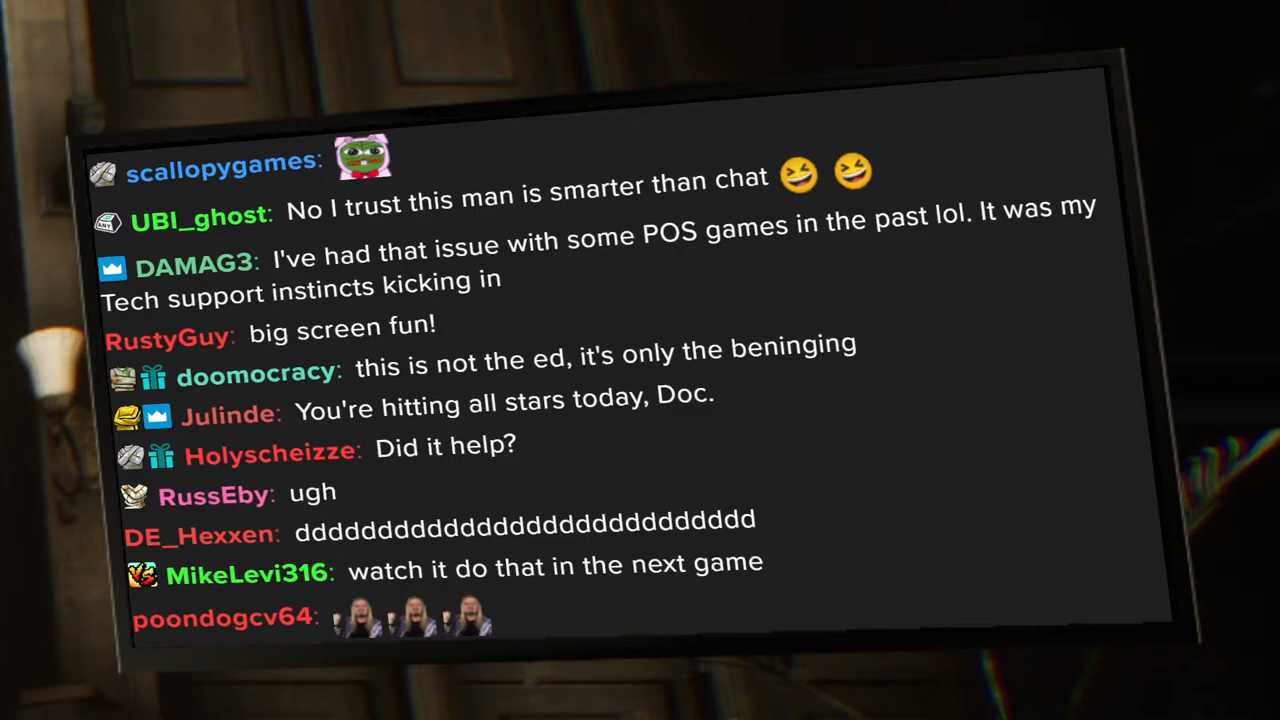 scallopygames:
ANY UBI_ghost: No I trust this man is smarter than chat 😆 😆
DAMAG3: I've had that issue with some POS games in the past lol. It was my
Tech support instincts kicking in
RustyGuy: big screen fun!
doomocracy: this is not the ed, it's only the beninging
Julinde: You're hitting all stars today, Doc.
Holyscheizze: Did it help?
RussEby: ugh
DE_Hexxen: dddddddddddddddddddddddddddd
VS MikeLevi316: watch it do that in the next game
poondogcv64: